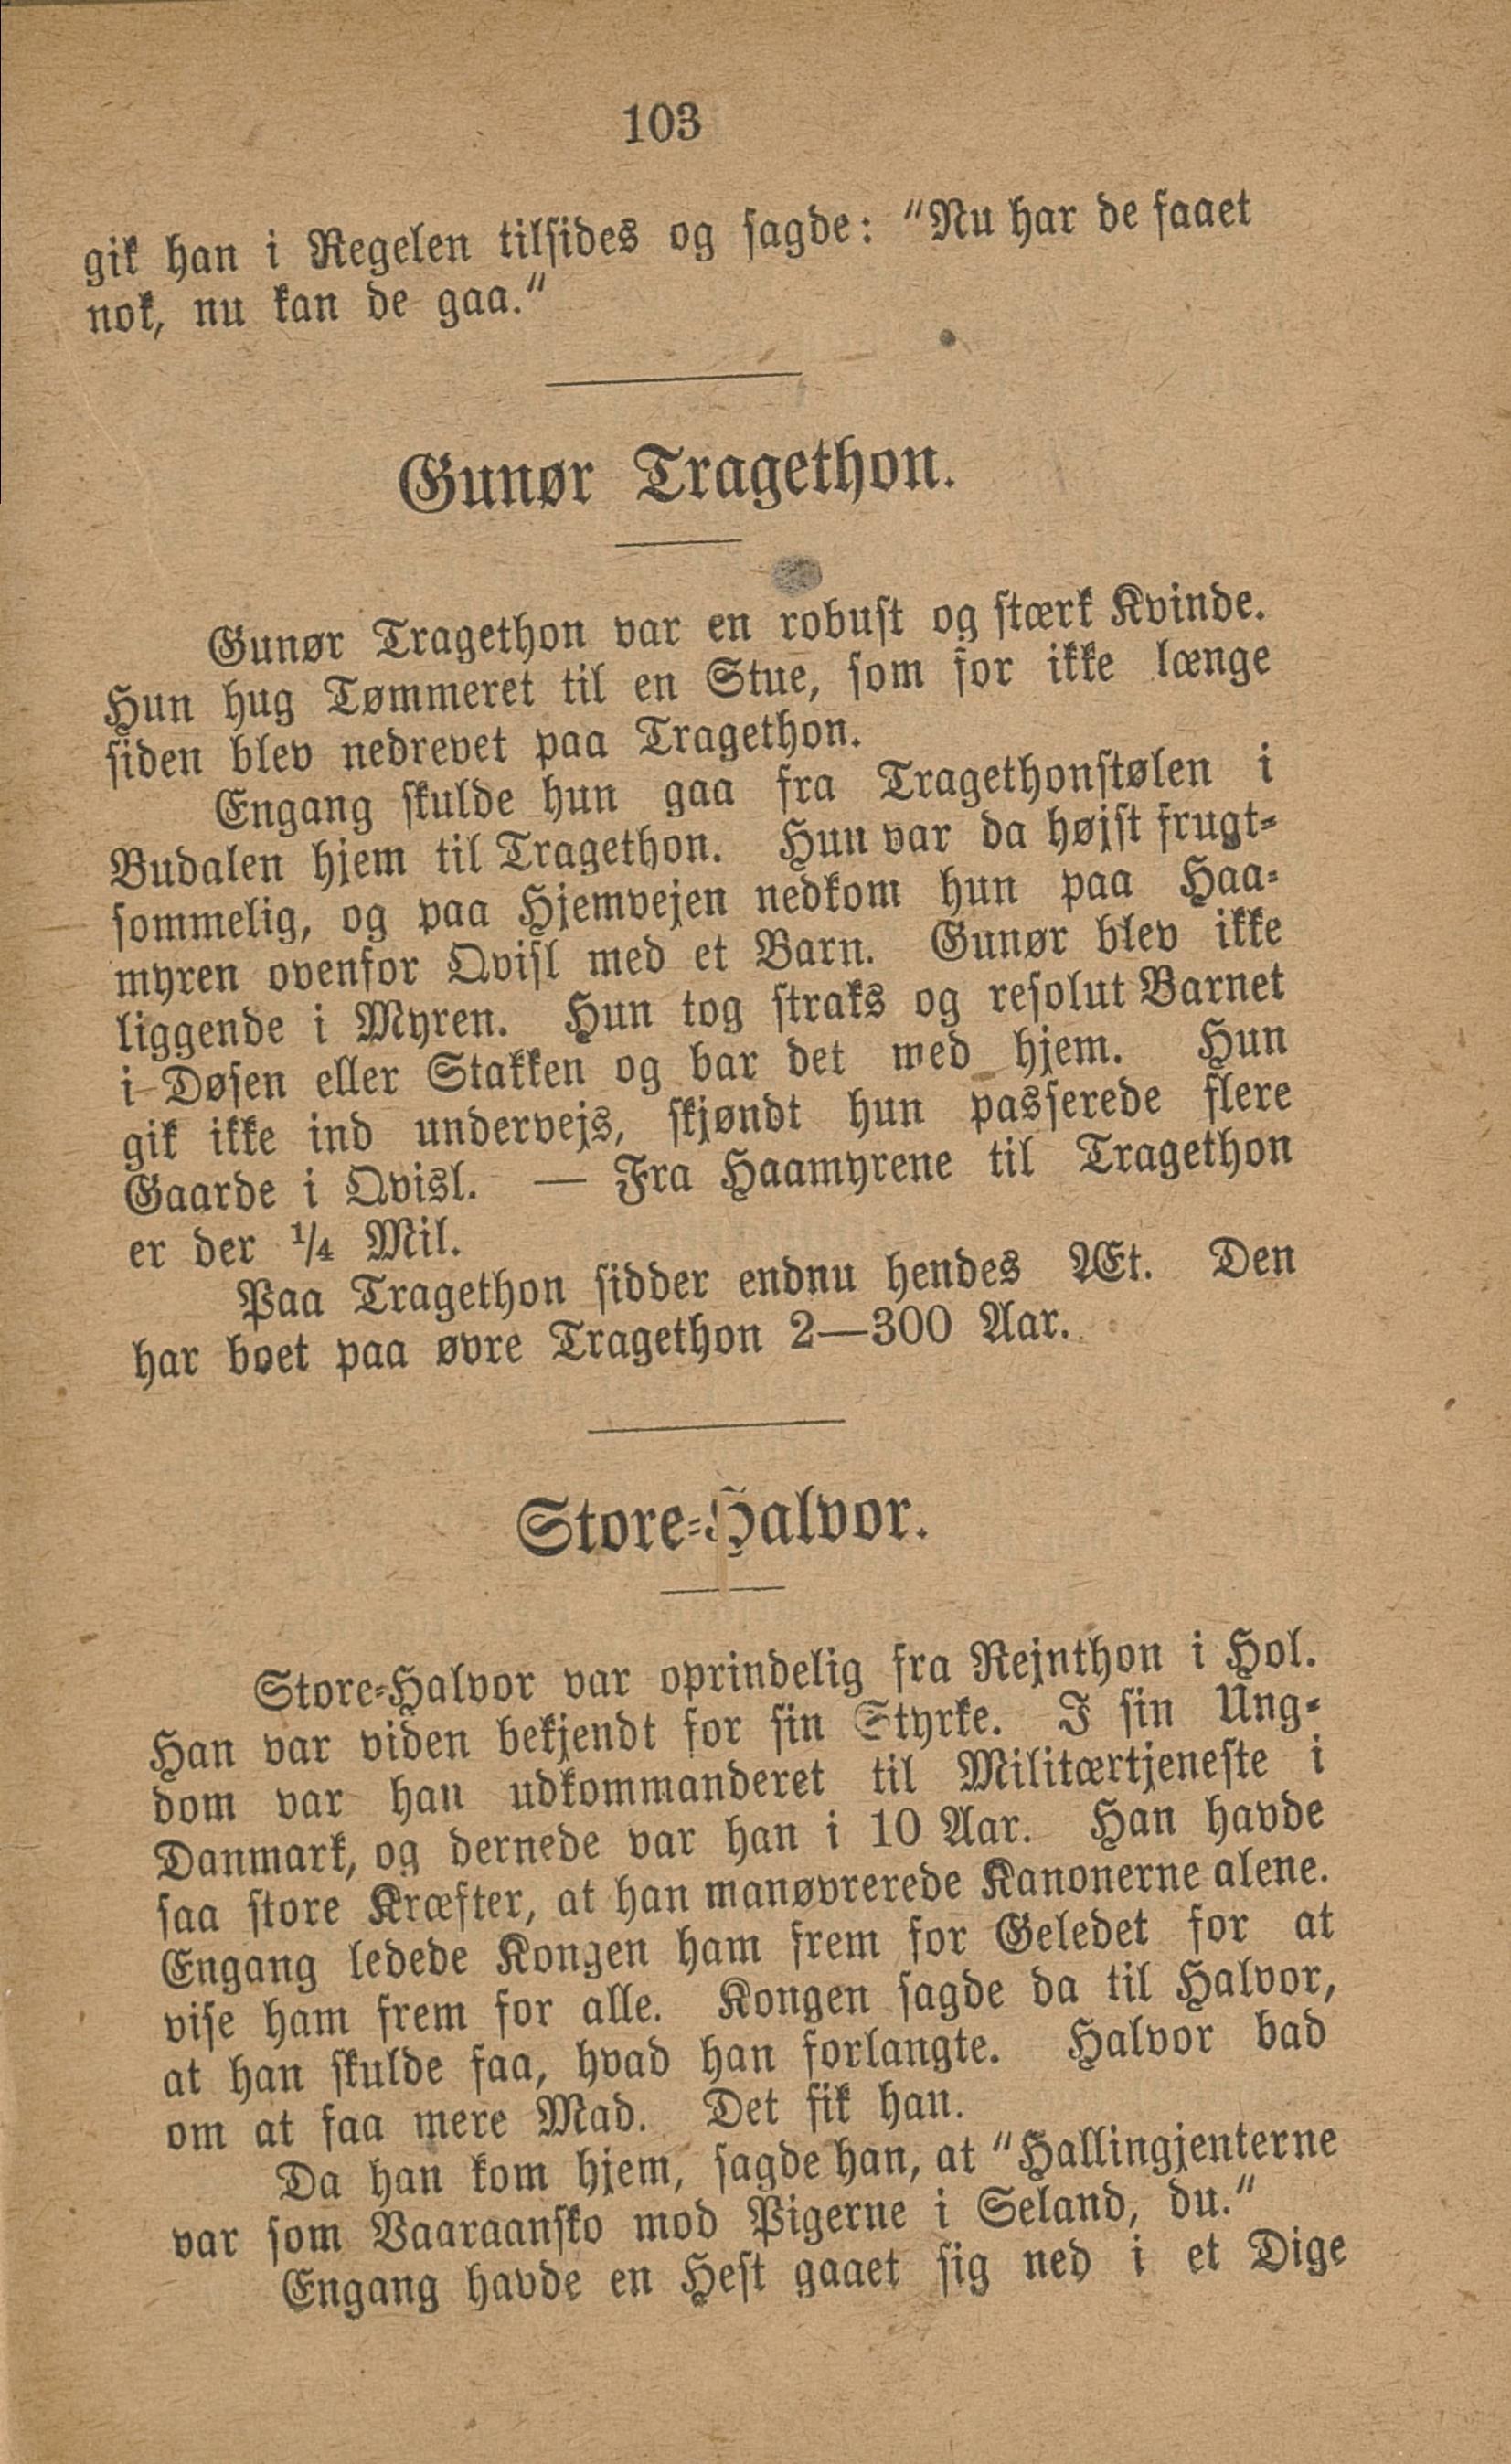 103
gik han i Regelen tilsides og sagde: "Nu har de faaet
nok, nu kan de gaa."
Gunør Tragethon.
Gunør Tragethon var en robust og stærk Kvinde.
Hun hug Tømmeret til en Stue, som for ikke længe
siden blev nedrevet paa Tragethon.
Engang skulde hun gaa fra Tragethonstølen i
Budalen hjem til Tragethon. Hun var da højst frugt-
sommelig, og paa Hjemvejen nedkom hun paa Haa-
myren ovenfor Qvisl med et Barn. Gunør blev ikke
liggende i Myren. Hun tog straks og resolut Barnet
i Døsen eller Stakken og bar det med hjem. Hun
gik ikke ind undervejs, skjøndt hun passerede flere
Gaarde i Qvisl. — Fra Haamyrene til Tragethon
er der 1/4 Mil.
Paa Tragethon sidder endnu hendes Æt. Den
har boet paa øvre Tragethon 2—300 Aar.
Store-Halvor.
Store-Halvor var oprindelig fra Rejnthon i Hol.
Han var viden bekjendt for sin Styrke. I sin Ung-
dom var han udkommanderet til Militærtjeneste i
Danmark, og dernede var han i 10 Aar. Han havde
saa store Kræfter, at han manøvrerede Kanonerne alene.
Engang ledede Kongen ham frem for Geledet for at
vise ham frem for alle. Kongen sagde da til Halvor,
at han skulde faa, hvad han forlangte. Halvor bad
om at faa mere Mad. Det fik han.
Da han kom hjem, sagde han, at "Hallingjenterne
var som Vaaraansko mod Pigerne i Seland, du."
Engang havde en Hest gaaet sig ned i et Dige